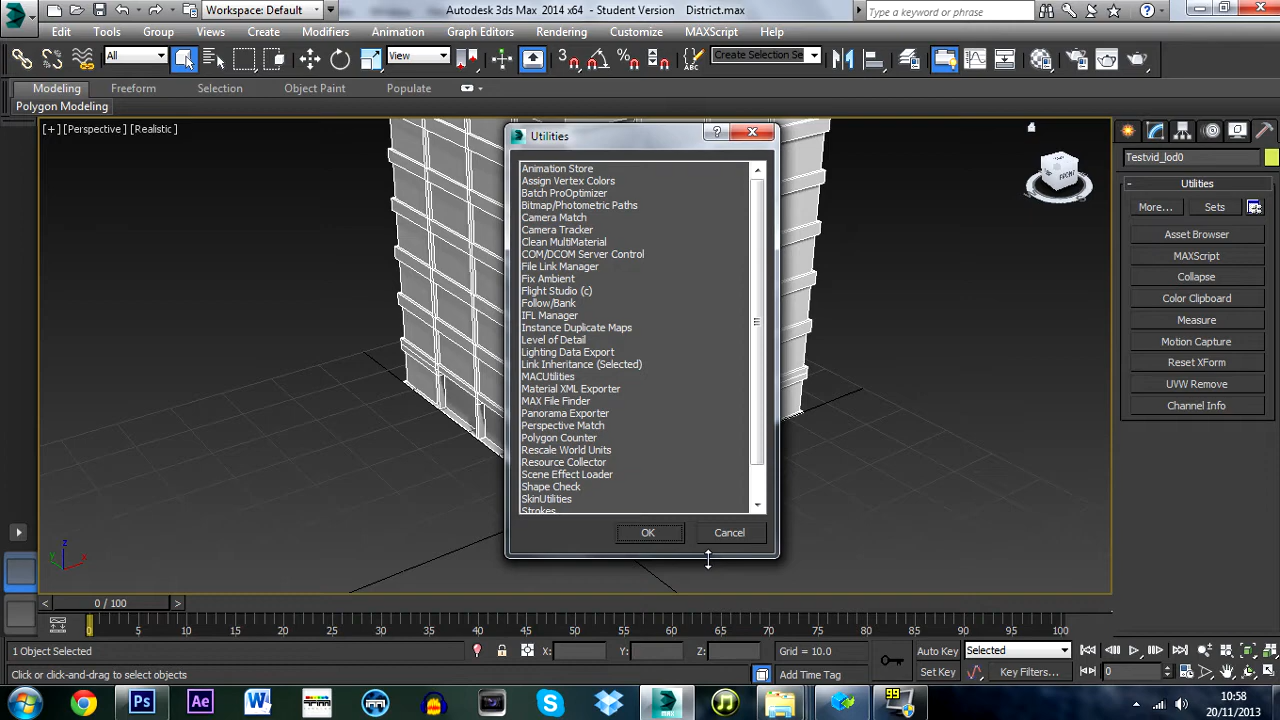 Workspace: Default
Autodesk 3ds Max 2014 x64 - Student Version District.max
Type a keyword or phrase
Edit Tools Group Views Create Modifiers Animation Graph Editors Rendering Customize MAXScript Help
All
View
3
Create Selection Se
ABC
Modeling Freeform Selection Object Paint Populate
Polygon Modeling
[+] [Perspective] [Realistic]
FRONT
Utilities
Animation Store
Assign Vertex Colors
Batch ProOptimizer
Bitmap/Photometric Paths
Camera Match
Camera Tracker
Clean MultiMaterial
COM/DCOM Server Control
File Link Manager
Fix Ambient
Flight Studio (c)
Follow/Bank
IFL Manager
Instance Duplicate Maps
Level of Detail
Lighting Data Export
Link Inheritance (Selected)
MACUtilities
Material XML Exporter
MAX File Finder
Panorama Exporter
Perspective Match
Polygon Counter
Rescale World Units
Resource Collector
Scene Effect Loader
Shape Check
SkinUtilities
Strokes
OK Cancel
Testvid_lod0
- Utilities
More... Sets
Asset Browser
MAXScript
Collapse
Color Clipboard
Measure
Motion Capture
Reset XForm
UVW Remove
Channel Info
z
y x
< 0 / 100 >
0 5 10 15 20 25 30 35 40 45 50 55 60 65 70 75 80 85 90 95 100
1 Object Selected
X: Y: Z: Grid = 10.0
Auto Key Selected
Click or click-and-drag to select objects
Add Time Tag
Set Key Key Filters... 0
Ps Ae W MAX 99
10:58
20/11/2013